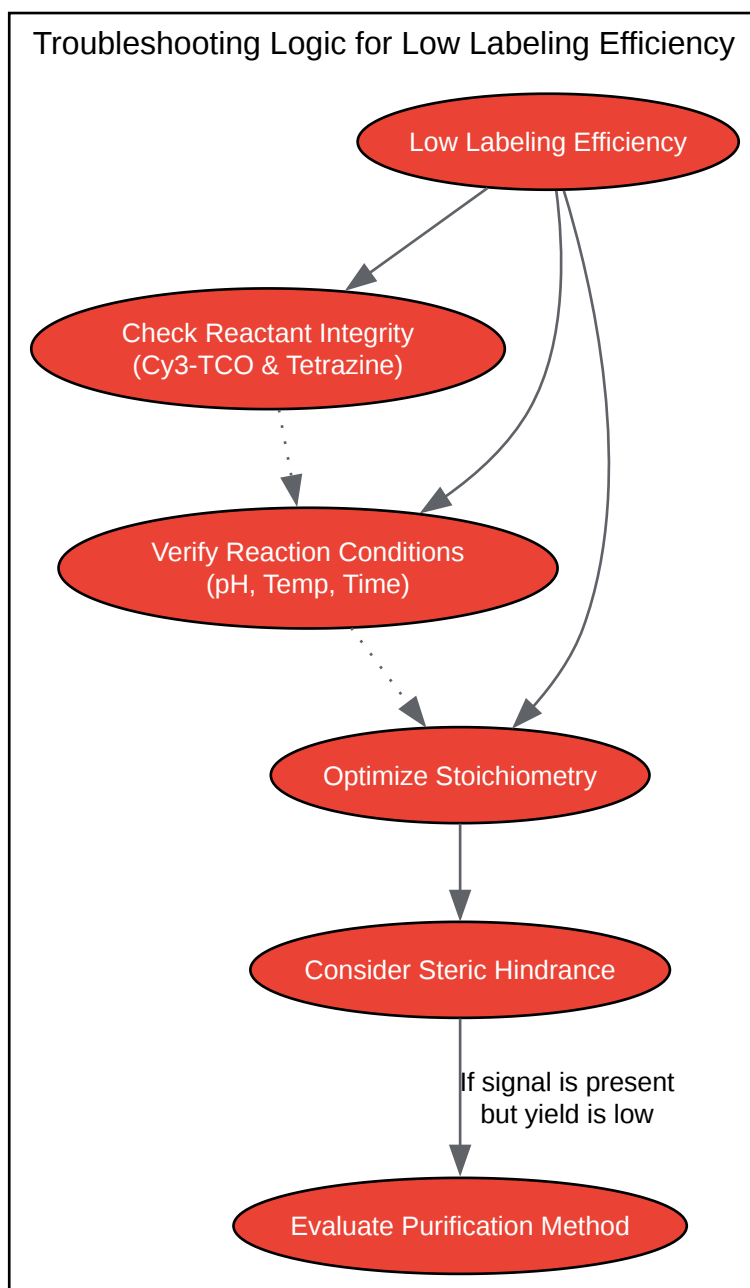 Troubleshooting Logic for Low Labeling Efficiency
Low Labeling Efficiency
Check Reactant Integrity
(Cy3-TCO & Tetrazine)
Verify Reaction Conditions
(pH, Temp, Time)
Optimize Stoichiometry
Consider Steric Hindrance
If signal is present
but yield is low
Evaluate Purification Method